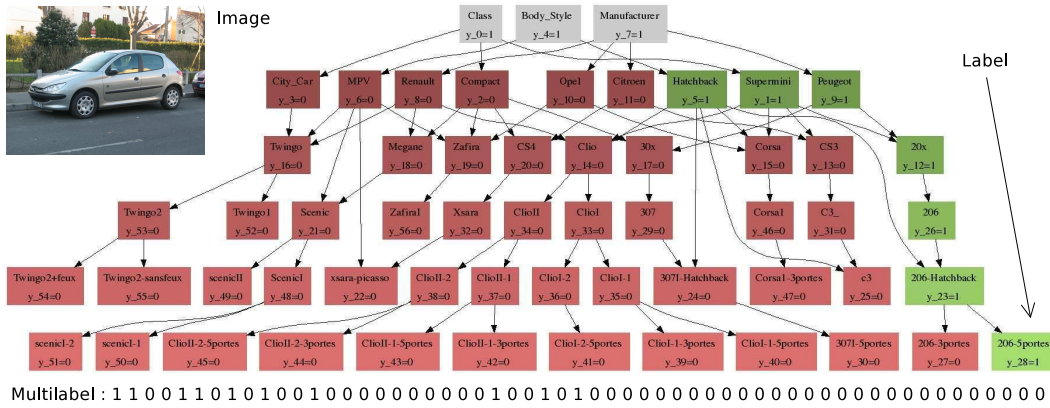 Image
Class
y_0=1
Body_Style
y_4=1
Manufacturer
y_7=1
Label
City_Car
y_3=0
MPV
y_6=0
Renault
y_8=0
Compact
y_2=0
Opel
y_10=0
Citroen
y_11=0
Hatchback
y_5=1
Supermini
y_1=1
Peugeot
y_9=1
Twingo
y_16=0
Megane
y_18=0
Zafira
y_19=0
CS4
y_20=0
Clio
y_14=0
30x
y_17=0
Corsa
y_15=0
CS3
y_13=0
20x
y_12=1
Twingo2
y_53=0
Twingo1
y_52=0
Scenic
y_21=0
ZafiraI
y_56=0
Xsara
y_32=0
ClioII
y_34=0
ClioI
y_33=0
307
y_29=0
Corsa1
y_46=0
C3_
y_31=0
206
y_26=1
Twingo2+feux
y_54=0
Twingo2-sansfeux
y_55=0
scenicII
y_49=0
ScenicI
y_48=0
xsara-picasso
y_22=0
ClioII-2
y_38=0
ClioII-1
y_37=0
ClioI-2
y_36=0
ClioI-1
y_35=0
307I-Hatchback
y_24=0
Corsa1-3portes
y_47=0
c3
y_25=0
206-Hatchback
y_23=1
scenicI-2
y_51=0
scenicI-1
y_50=0
ClioII-2-5portes
y_45=0
ClioII-2-3portes
y_44=0
ClioII-1-5portes
y_43=0
ClioII-1-3portes
y_42=0
ClioI-2-5portes
y_41=0
ClioI-1-3portes
y_39=0
ClioI-1-5portes
y_40=0
307I-5portes
y_30=0
206-3portes
y_27=0
206-5portes
y_28=1
Multilabel : 1 1 0 0 1 1 0 1 0 1 0 0 1 0 0 0 0 0 0 0 0 0 0 1 0 0 1 0 1 0 0 0 0 0 0 0 0 0 0 0 0 0 0 0 0 0 0 0 0 0 0 0 0 0 0 0 0